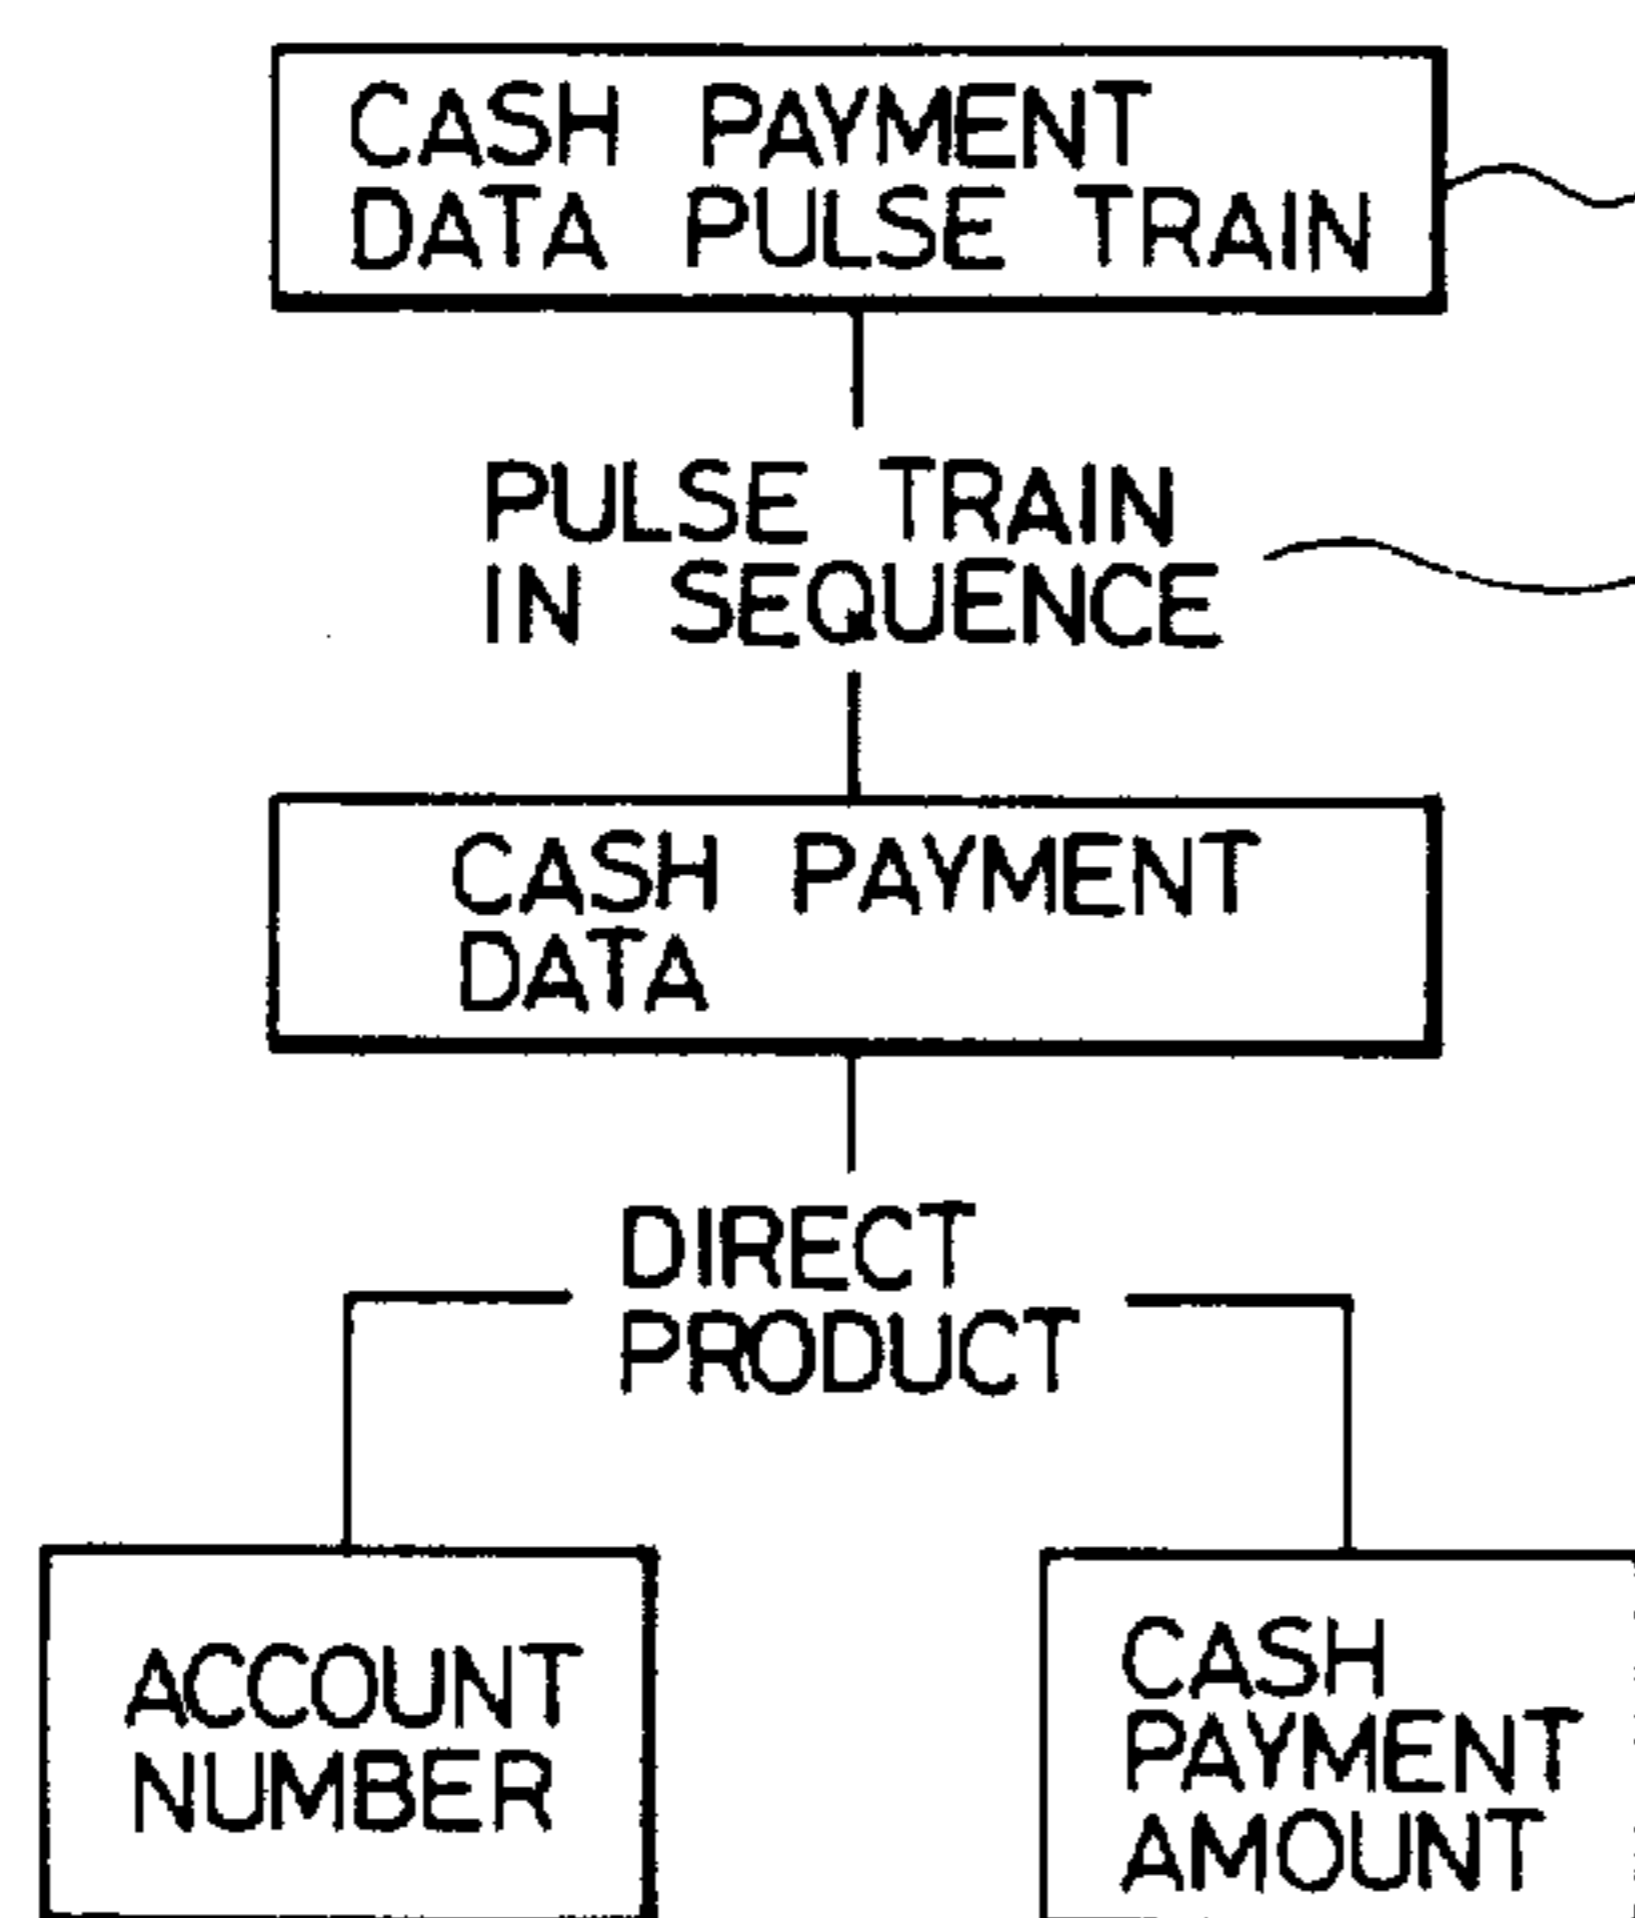 CASH PAYMENT
DATA PULSE TRAIN
PULSE TRAIN
IN SEQUENCE
CASH PAYMENT
DATA
DIRECT
PRODUCT
ACCOUNT
NUMBER
CASH
PAYMENT
AMOUNT